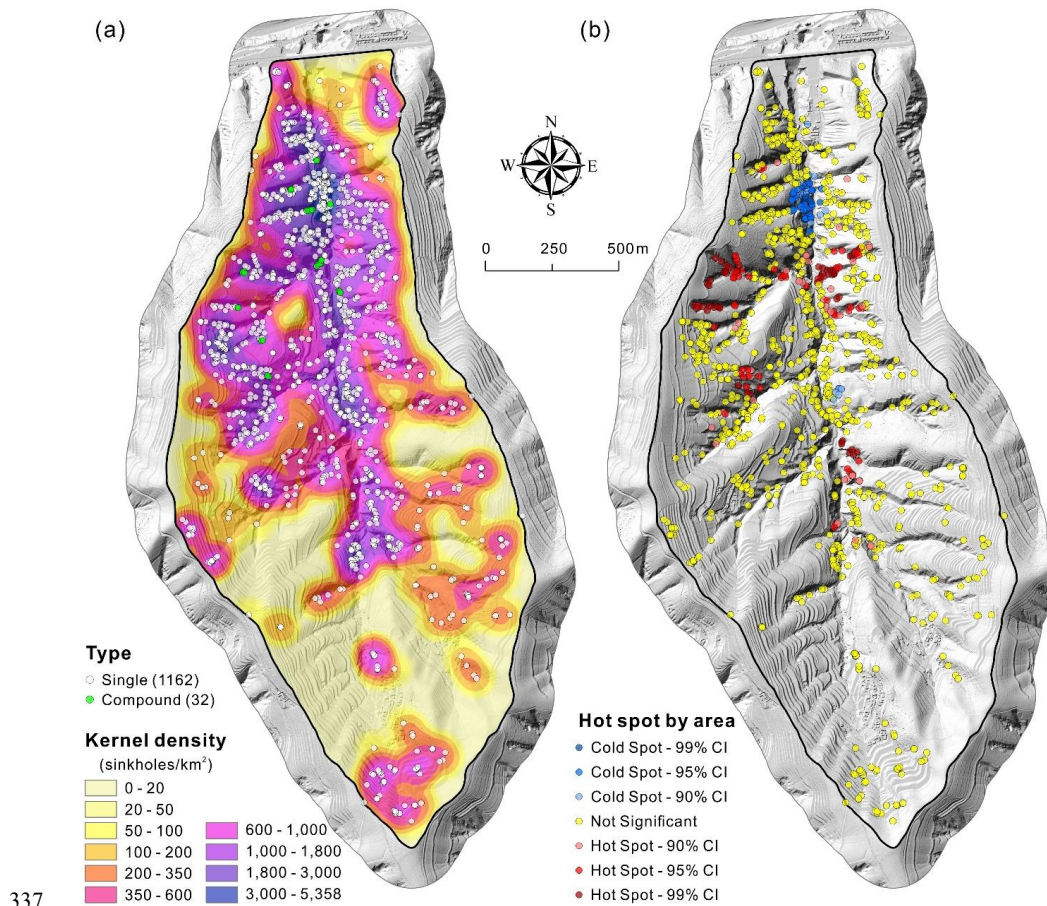 (a)
(b)
N
W E
S
0 250 500m
Type
Single (1162)
Compound (32)
Kernel density
(sinkholes/km²)
0 - 20
20 - 50
50 - 100
100 - 200
200 - 350
350 - 600
600 - 1,000
1,000 - 1,800
1,800 - 3,000
3,000 - 5,358
Hot spot by area
Cold Spot - 99% CI
Cold Spot - 95% CI
Cold Spot - 90% CI
Not Significant
Hot Spot - 90% CI
Hot Spot - 95% CI
Hot Spot - 99% CI
337